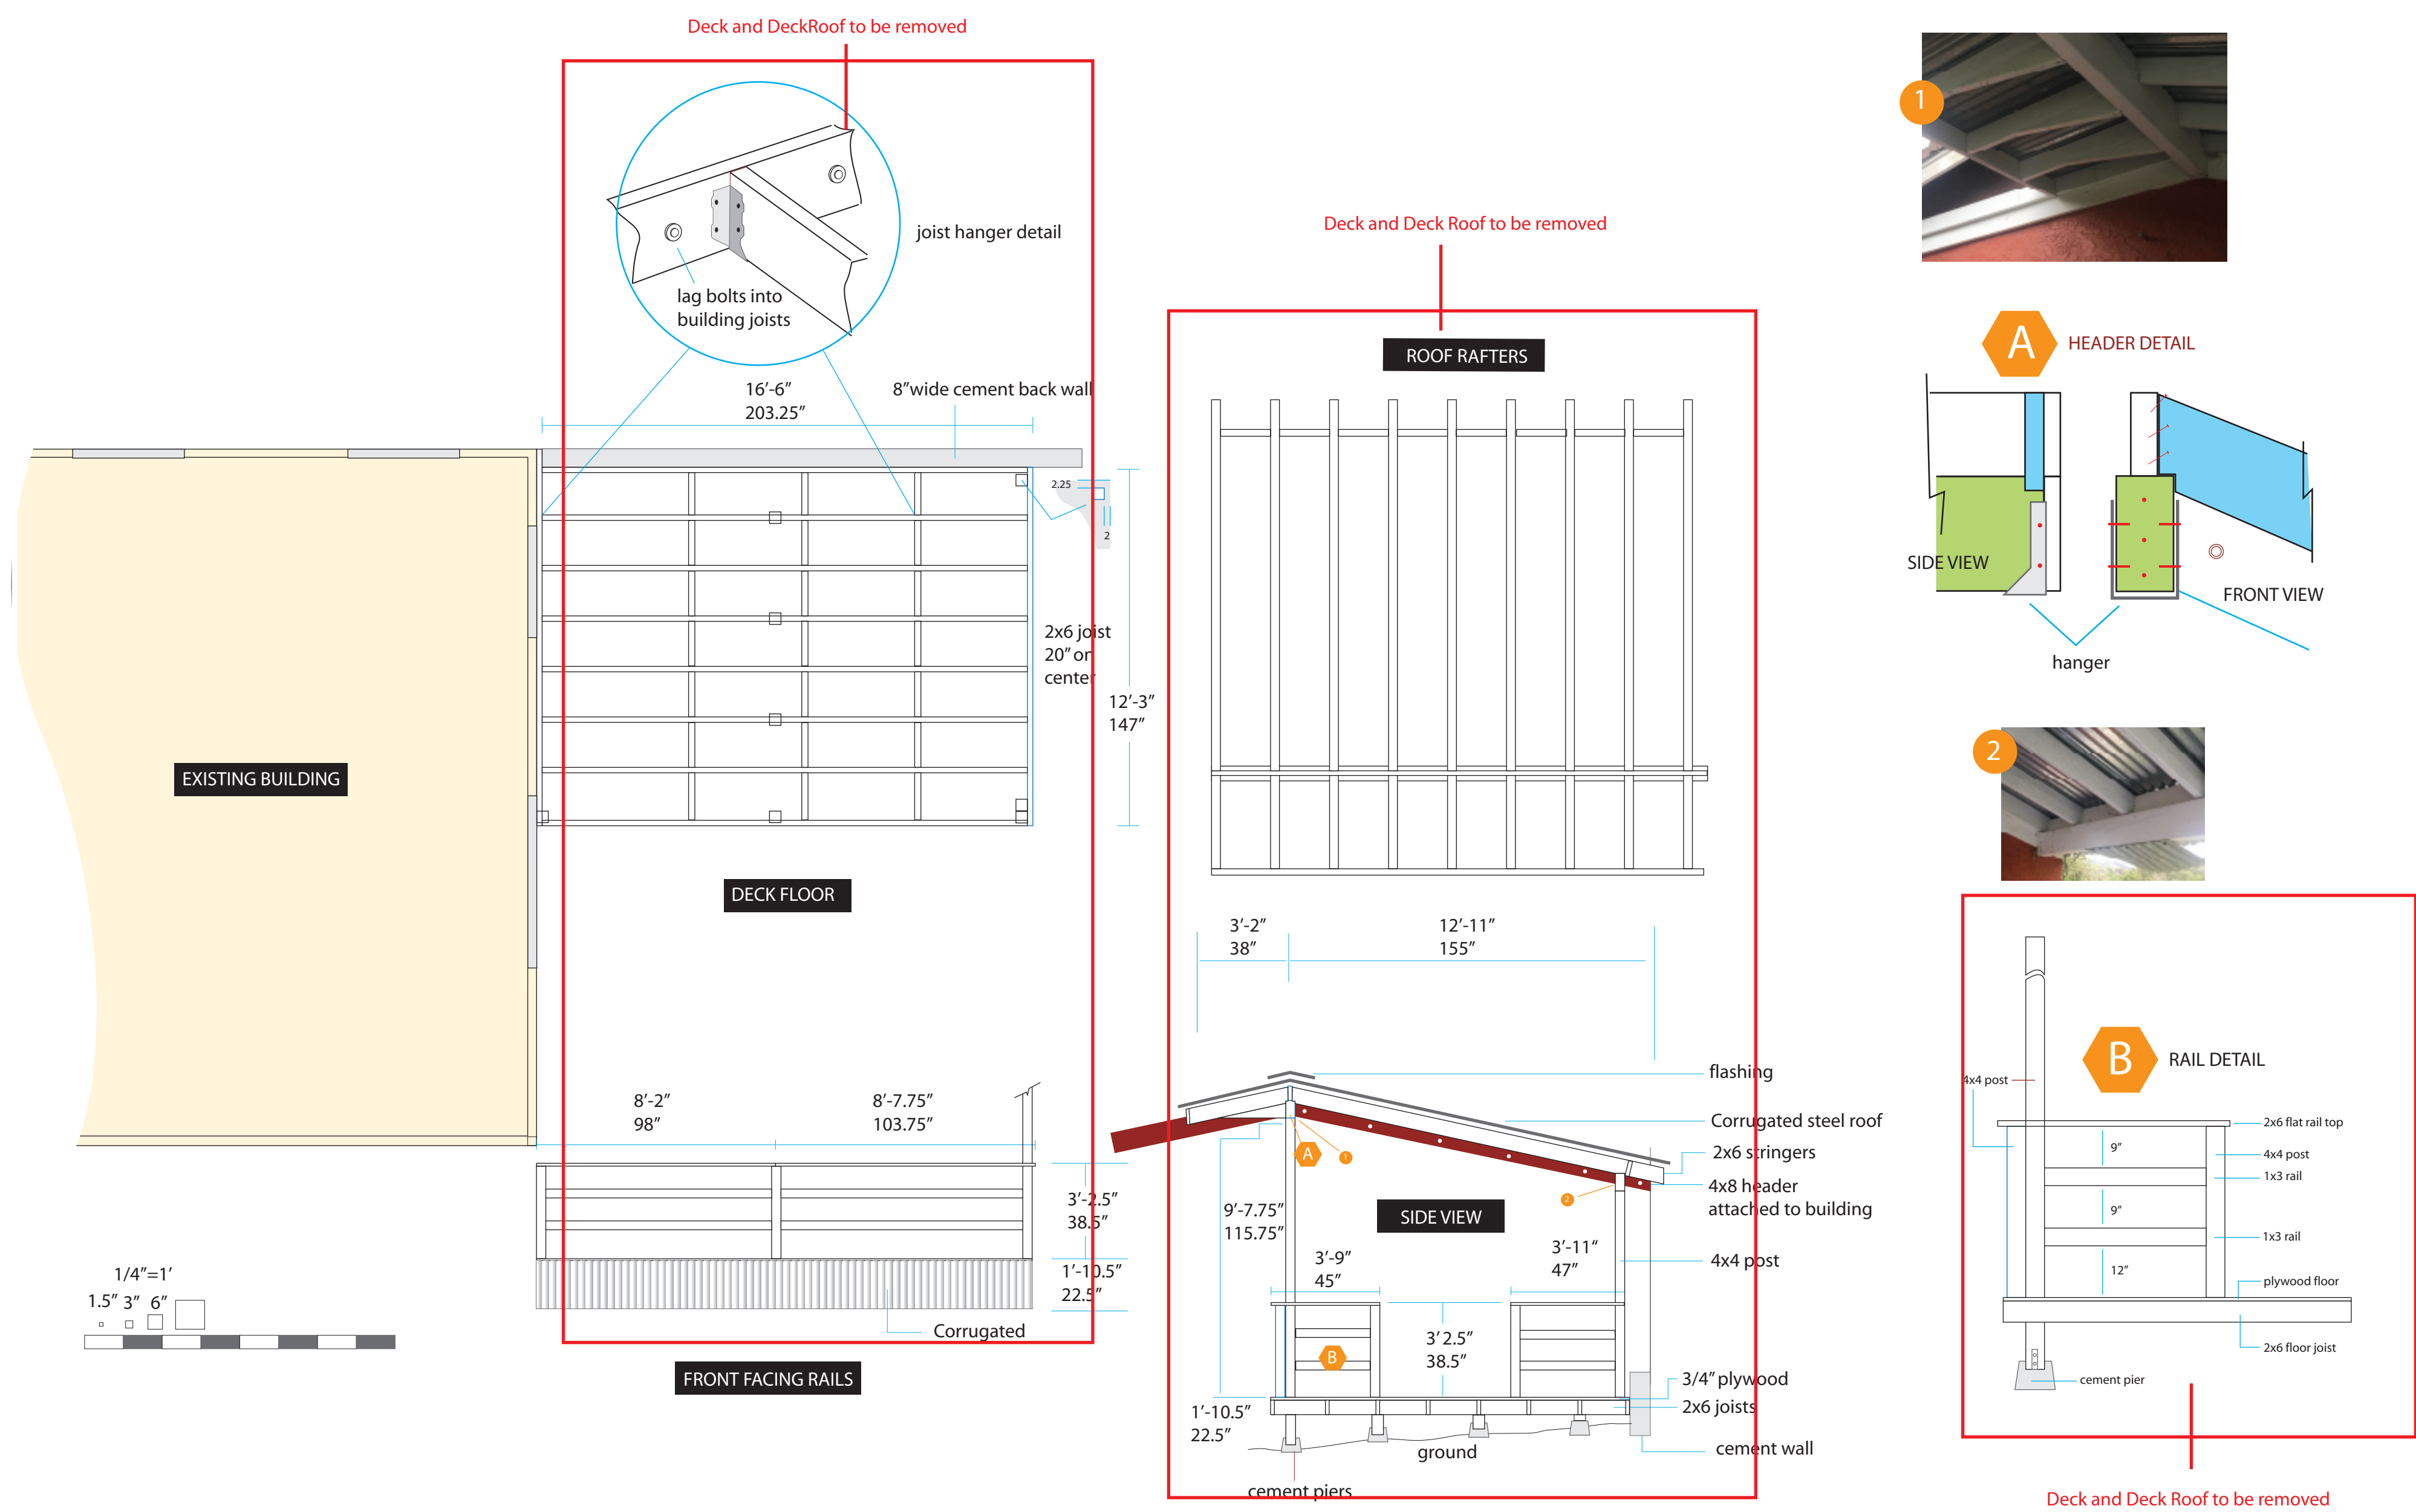 Deck and DeckRoof to be removed
joist hanger detail
lag bolts into
building joists
16’-6”
203.25”
8”wide cement back wall
2.25
2
2x6 joist
20” on
center
12’-3”
147”
EXISTING BUILDING
DECK FLOOR
8’-2”
98”
8’-7.75”
103.75”
3’-2.5”
38.5”
1’-10.5”
22.5”
Corrugated
FRONT FACING RAILS
1/4”=1’
1.5” 3” 6”
Deck and Deck Roof to be removed
ROOF RAFTERS
3’-2”
38”
12’-11”
155”
flashing
Corrugated steel roof
2x6 stringers
4x8 header
attached to building
A
1
2
9’-7.75”
115.75”
SIDE VIEW
3’-9”
45”
3’-11“
47”
4x4 post
B
3’ 2.5”
38.5”
3/4” plywood
2x6 joists
1’-10.5”
22.5”
ground
cement wall
cement piers
1
A
HEADER DETAIL
SIDE VIEW
FRONT VIEW
hanger
2
B
RAIL DETAIL
4x4 post
2x6 flat rail top
9”
4x4 post
1x3 rail
9”
1x3 rail
12”
plywood floor
2x6 floor joist
cement pier
Deck and Deck Roof to be removed